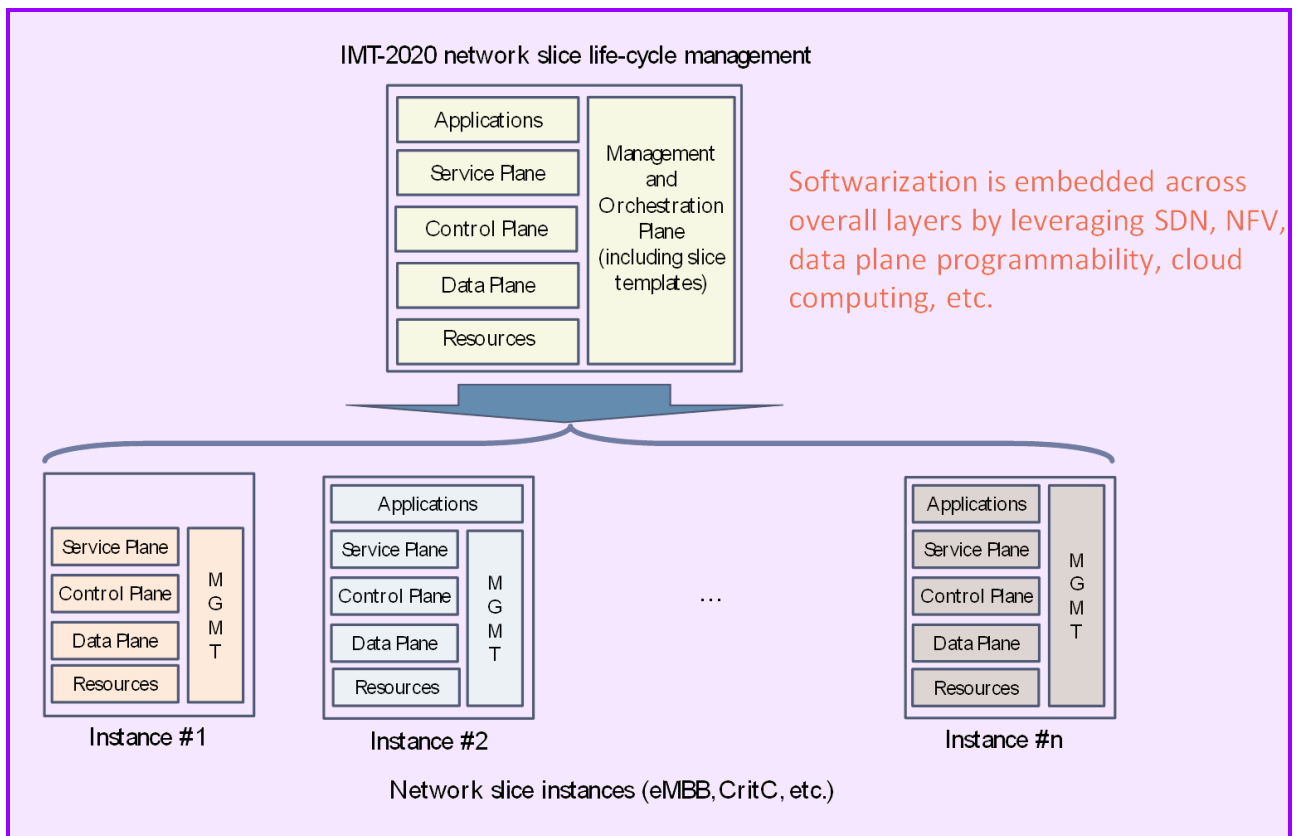 IMT-2020 network slice life-cycle management
Applications
Service Plane
Control Plane
Data Plane
Resources
Management
and
Orchestration
Plane
(including slice
templates)
Softwarization is embedded across
overall layers by leveraging SDN, NFV,
data plane programmability, cloud
computing, etc.
Service Plane
Control Plane
Data Plane
Resources
M
G
M
T
Instance #1
Applications
Service Plane
Control Plane
Data Plane
Resources
M
G
M
T
Instance #2
...
Applications
Service Plane
Control Plane
Data Plane
Resources
M
G
M
T
Instance #n
Network slice instances (eMBB, CritC, etc.)